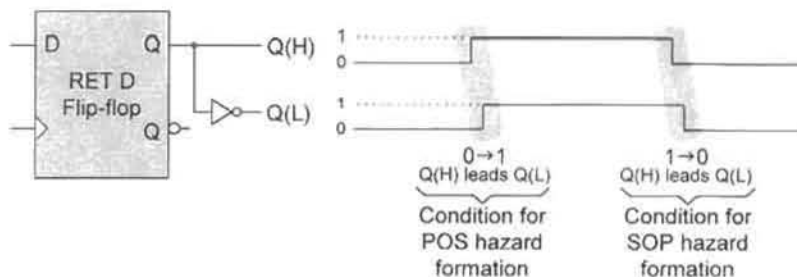 D Q
RET D
Flip-flop
Q
Q(H)
Q(L)
1
0
1
0
0→1
Q(H) leads Q(L)
Condition for
POS hazard
formation
1→0
Q(H) leads Q(L)
Condition for
SOP hazard
formation